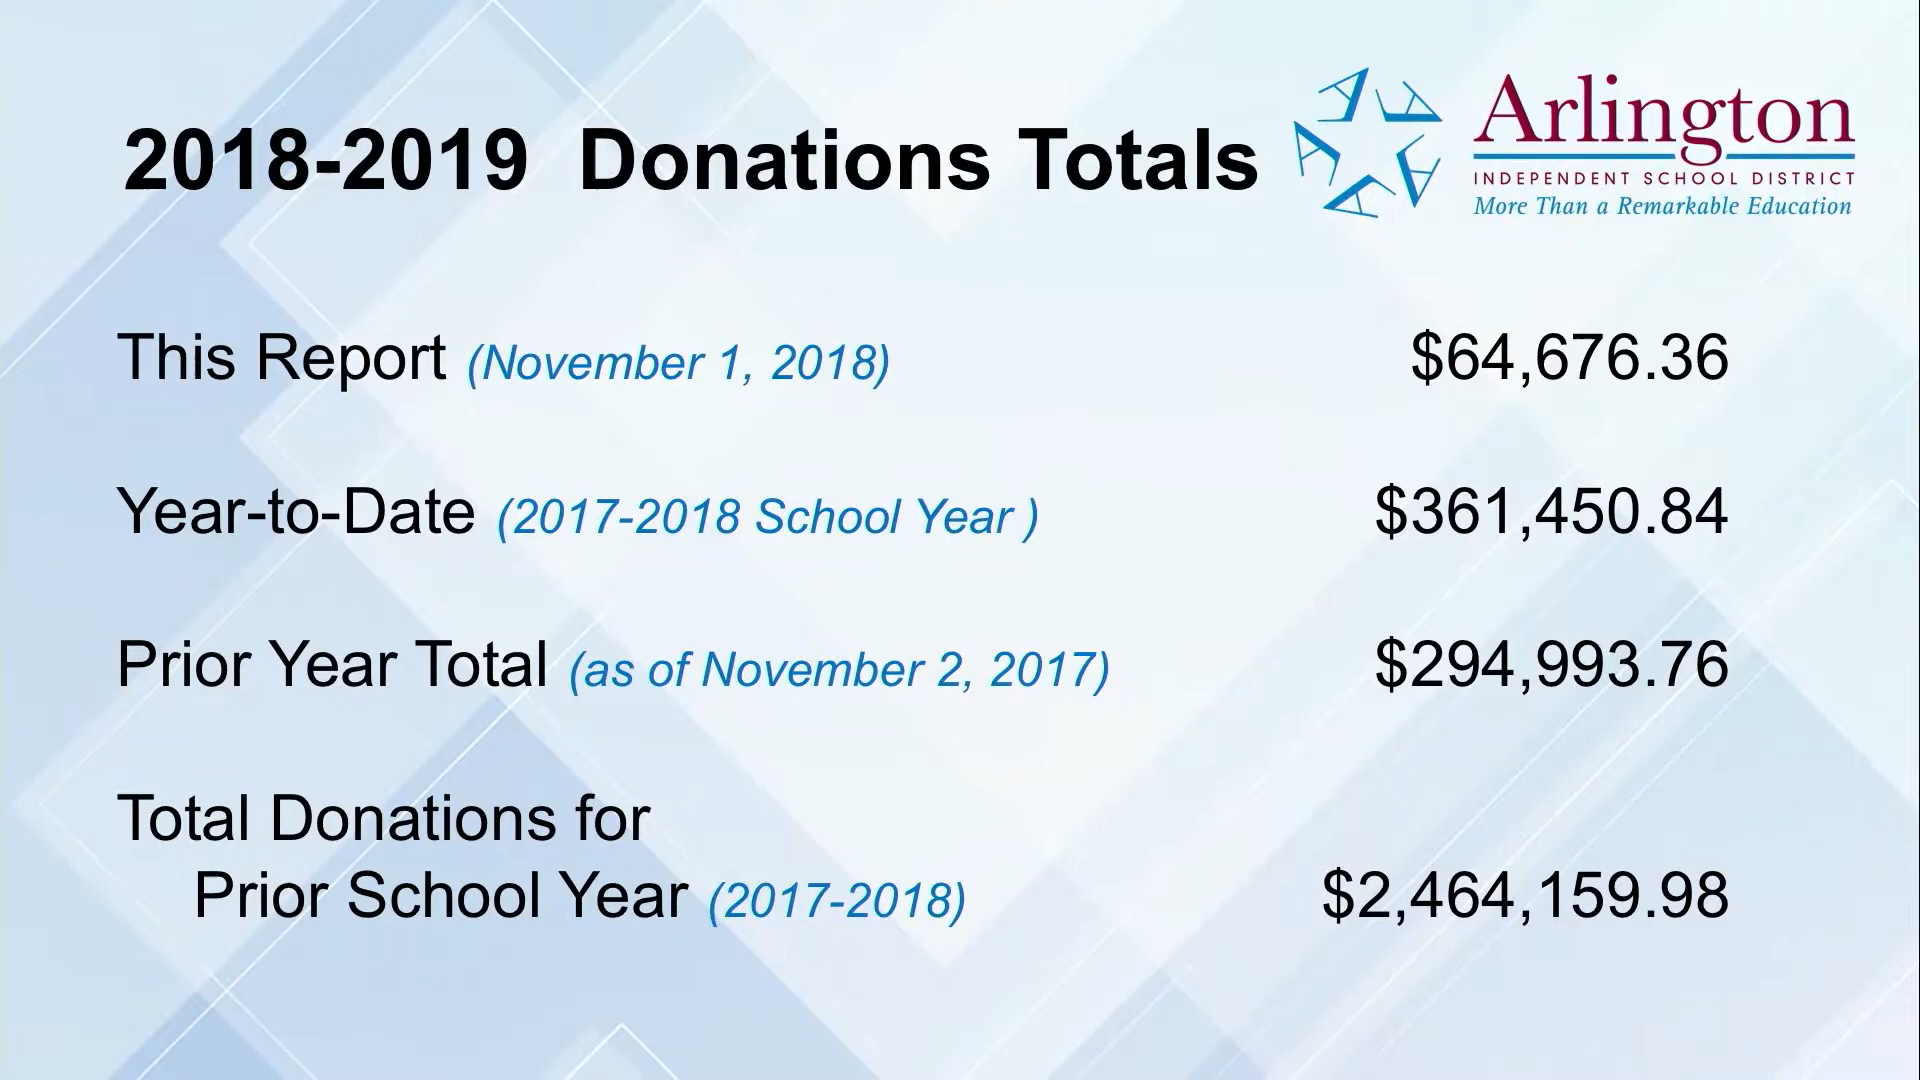 2018-2019 Donations Totals
Arlington
INDEPENDENT SCHOOL DISTRICT
More Than a Remarkable Education
This Report (November 1, 2018) $64,676.36
Year-to-Date (2017-2018 School Year ) $361,450.84
Prior Year Total (as of November 2, 2017) $294,993.76
Total Donations for
Prior School Year (2017-2018) $2,464,159.98